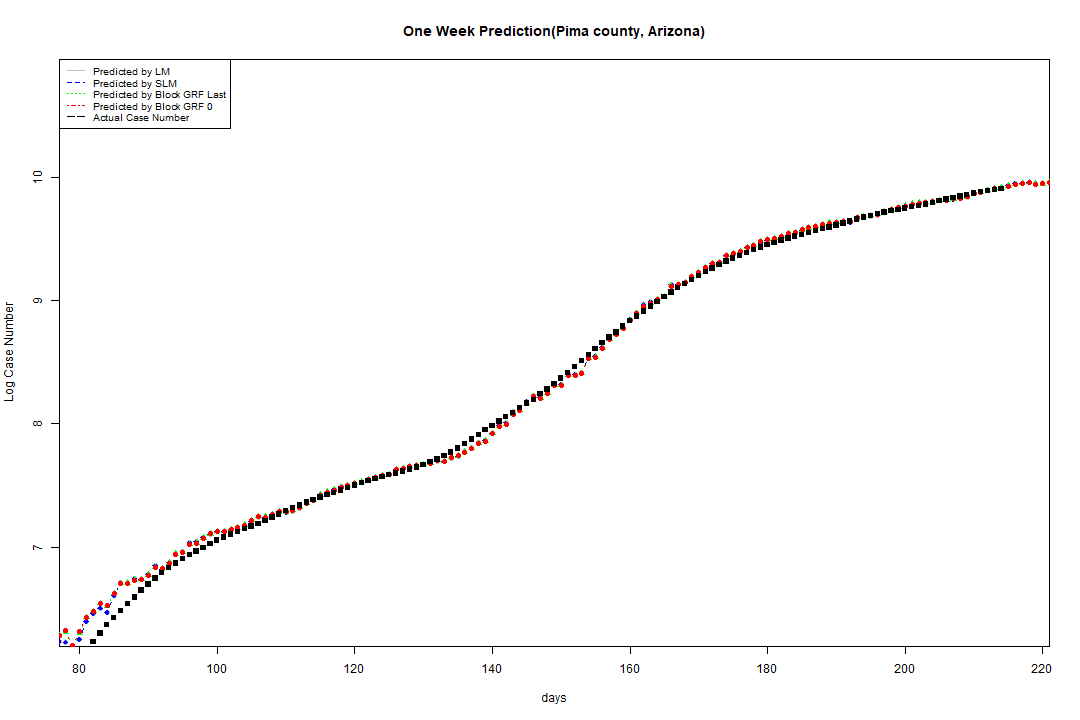 One Week Prediction(Pima county, Arizona)
Predicted by LM
Predicted by SLM
Predicted by Block GRF Last
Predicted by Block GRF 0
Actual Case Number
10
9
8
7
Log Case Number
80 100 120 140 160 180 200 220
days